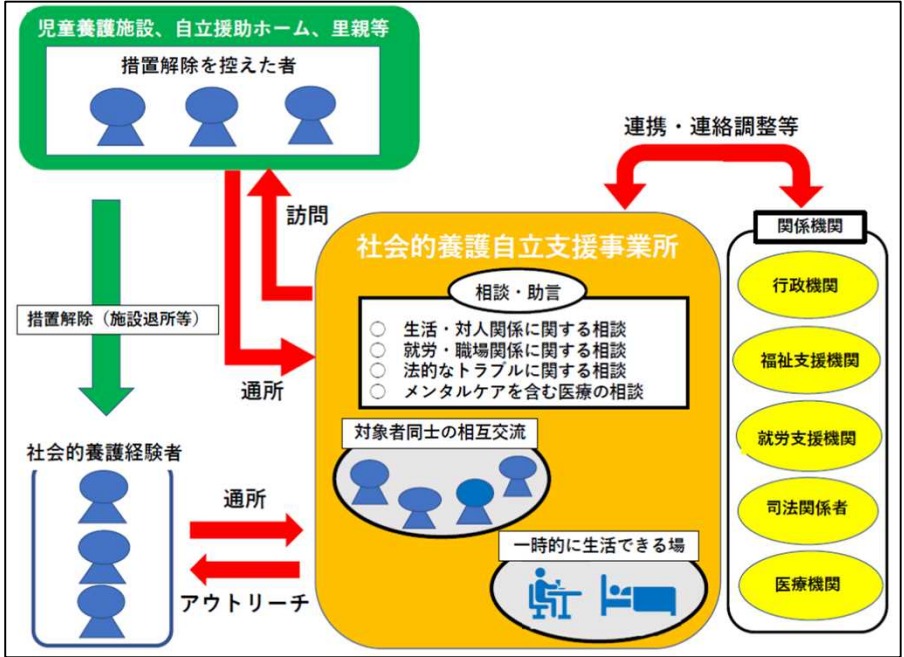 児童養護施設、自立援助ホーム、里親等
措置解除を控えた者
連携・連絡調整等
訪問
関係機関
社会的養護自立支援事業所
相談・助言
行政機関
措置解除（施設退所等）
○ 生活・対人関係に関する相談
○ 就労・職場関係に関する相談
○ 法的なトラブルに関する相談
○ メンタルケアを含む医療の相談
福祉支援機関
通所
対象者同士の相互交流
就労支援機関
社会的養護経験者
通所
司法関係者
一時的に生活できる場
アウトリーチ
医療機関